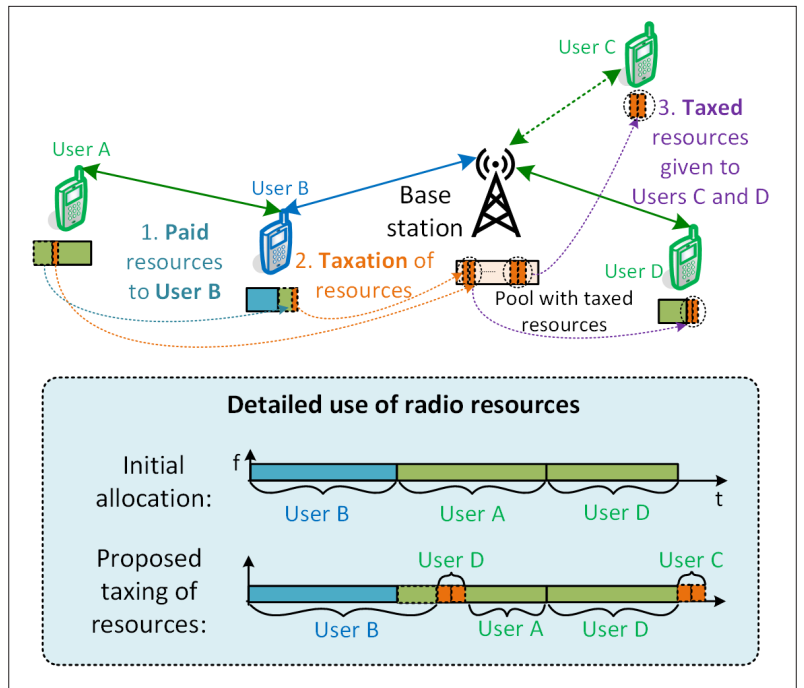 User C
3. Taxed
resources
given to
Users C and D
User A
User B
Base
station
1. Paid
resources
to User B
2. Taxation of
resources
User D
Pool with taxed
resources
Detailed use of radio resources
Initial
allocation:
f
t
User B
User A
User D
Proposed
taxing of
resources:
User D
User C
User B
User A
User D